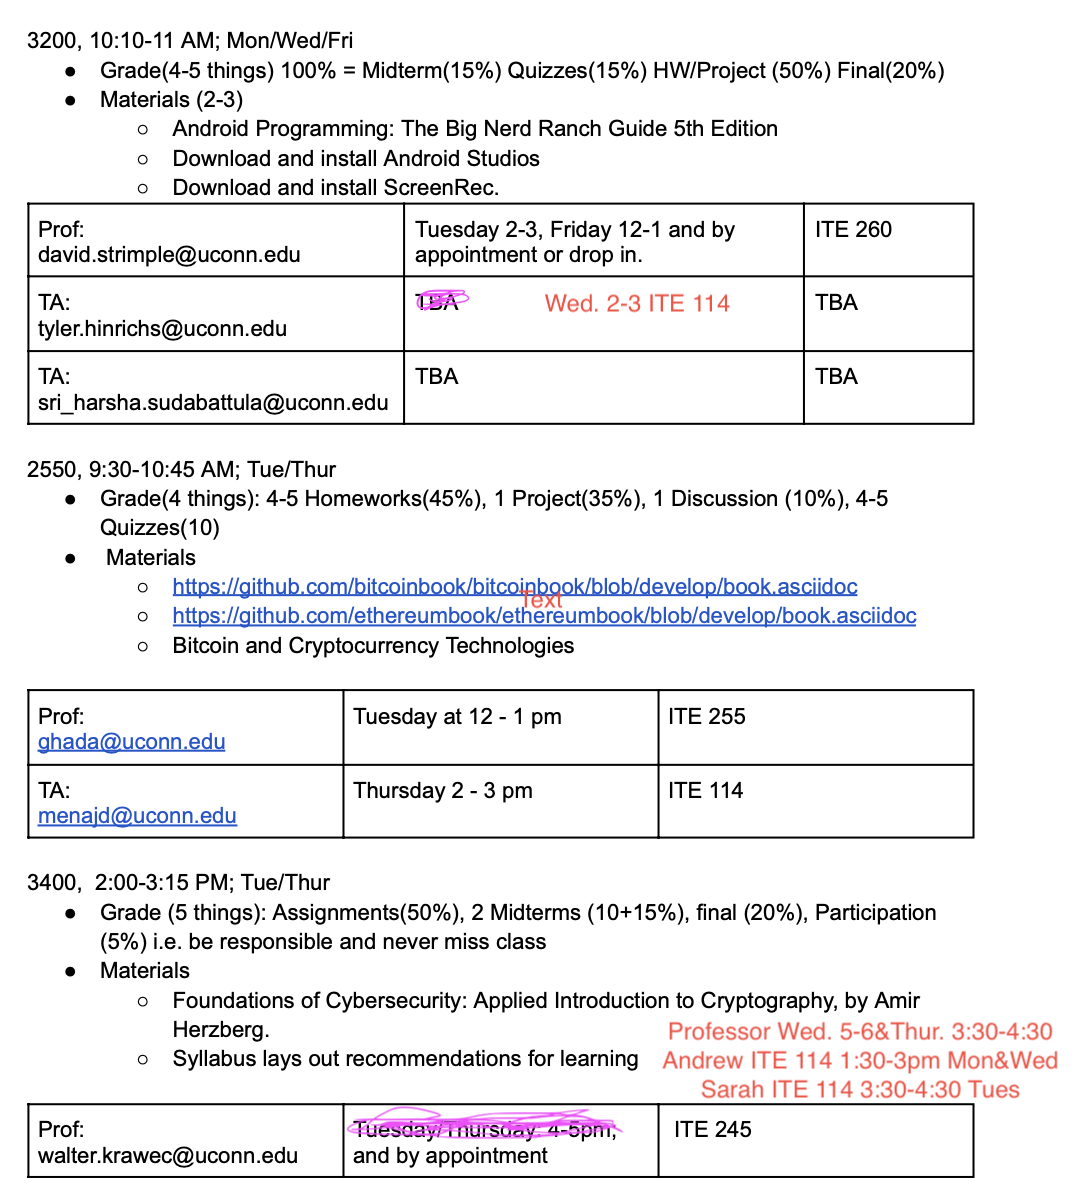 3200, 10:10-11 AM; Mon/Wed/Fri
● Grade(4-5 things) 100% = Midterm(15%) Quizzes(15%) HW/Project (50%) Final(20%)
● Materials (2-3)
○ Android Programming: The Big Nerd Ranch Guide 5th Edition
○ Download and install Android Studios
○ Download and install ScreenRec.
Prof:
david.strimple@uconn.edu
Tuesday 2-3, Friday 12-1 and by
appointment or drop in.
ITE 260
TA:
tyler.hinrichs@uconn.edu
TBA
Wed. 2-3 ITE 114
TBA
TA:
sri_harsha.sudabattula@uconn.edu
TBA
TBA
2550, 9:30-10:45 AM; Tue/Thur
● Grade(4 things): 4-5 Homeworks(45%), 1 Project(35%), 1 Discussion (10%), 4-5
Quizzes(10)
● Materials
○ https://github.com/bitcoinbook/bitcoinbook/blob/develop/book.asciidoc
Text
○ https://github.com/ethereumbook/ethereumbook/blob/develop/book.asciidoc
○ Bitcoin and Cryptocurrency Technologies
Prof:
ghada@uconn.edu
Tuesday at 12 - 1 pm
ITE 255
TA:
menajd@uconn.edu
Thursday 2 - 3 pm
ITE 114
3400, 2:00-3:15 PM; Tue/Thur
● Grade (5 things): Assignments(50%), 2 Midterms (10+15%), final (20%), Participation
(5%) i.e. be responsible and never miss class
● Materials
○ Foundations of Cybersecurity: Applied Introduction to Cryptography, by Amir
Herzberg.
○ Syllabus lays out recommendations for learning
Professor Wed. 5-6&Thur. 3:30-4:30
Andrew ITE 114 1:30-3pm Mon&Wed
Sarah ITE 114 3:30-4:30 Tues
Prof:
walter.krawec@uconn.edu
Tuesday/Thursday 4-5pm,
and by appointment
ITE 245